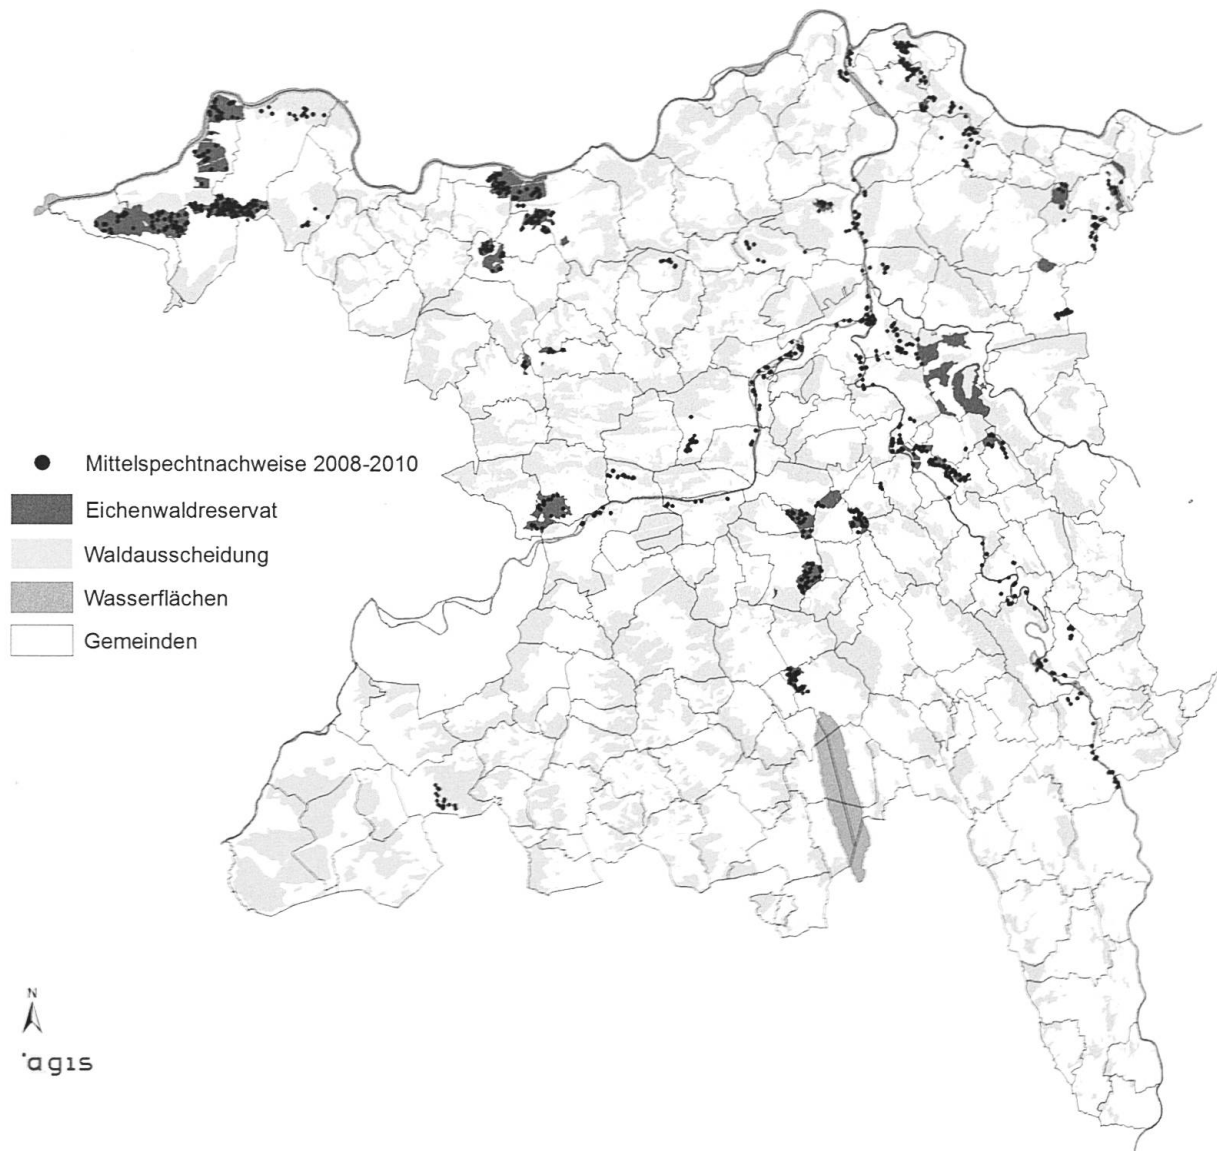 Mittelspechtnachweise 2008-2010
Eichenwaldreservat
Waldausscheidung
Wasserflächen
Gemeinden
N
agis